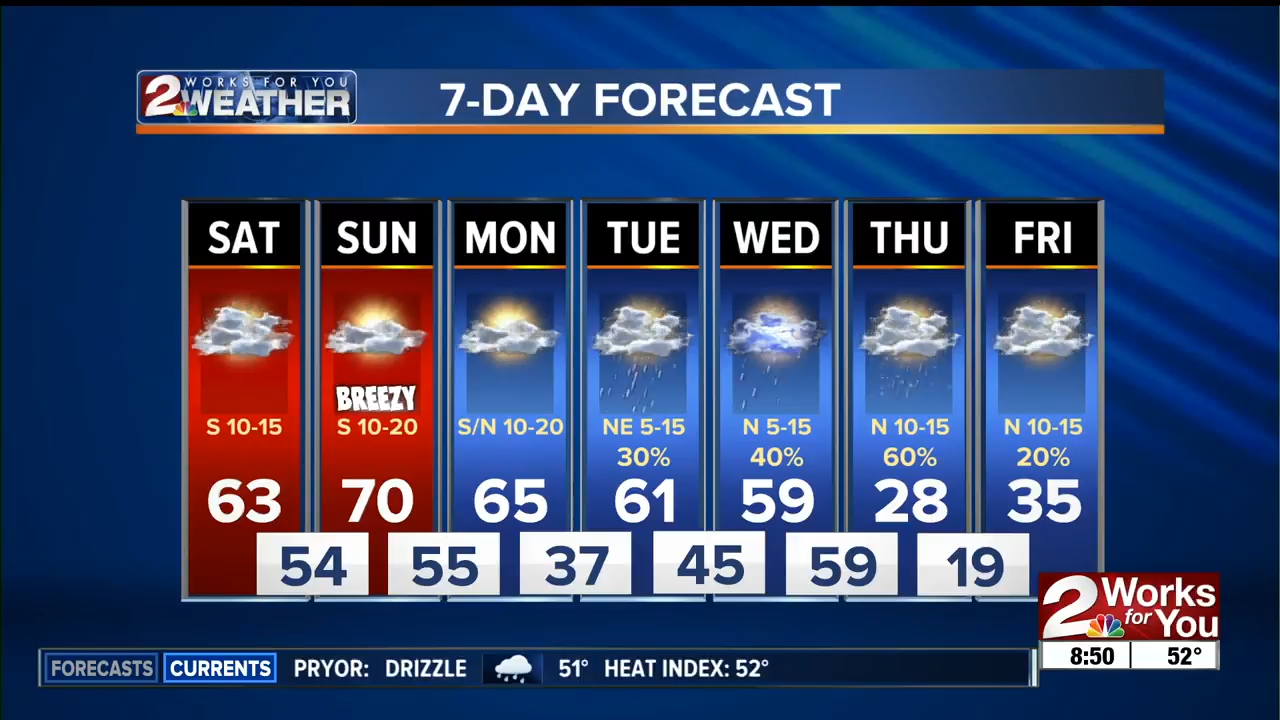 2 WORKS FOR YOU
WEATHER
7-DAY FORECAST
SAT SUN MON TUE WED THU FRI
BREEZY
S 10-15 S 10-20 S/N 10-20 NE 5-15 N 5-15 N 10-15 N 10-15
30% 40% 60% 20%
63 70 65 61 59 28 35
54 55 37 45 59 19
2 Works
for You
8:50 52°
FORECASTS CURRENTS PRYOR: DRIZZLE 51° HEAT INDEX: 52°